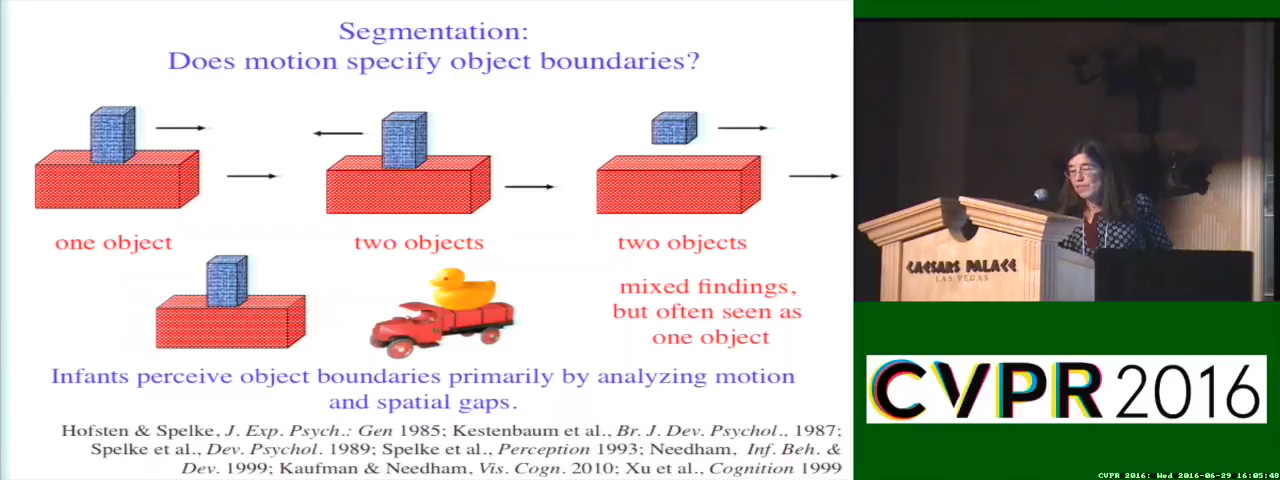 Segmentation:
Does motion specify object boundaries?
one object
two objects
two objects
mixed findings,
but often seen as
one object
Infants perceive object boundaries primarily by analyzing motion
and spatial gaps.
Hofsten & Spelke, J. Exp. Psych.: Gen 1985; Kestenbaum et al., Br. J. Dev. Psychol., 1987;
Spelke et al., Dev. Psychol. 1989; Spelke et al., Perception 1993; Needham, Inf. Beh. &
Dev. 1999; Kaufman & Needham, Vis. Cogn. 2010; Xu et al., Cognition 1999
CAESARS PALACE
LAS VEGAS
CVPR 2016
CVPR 2016: Wed 2016-06-29 16:05:48